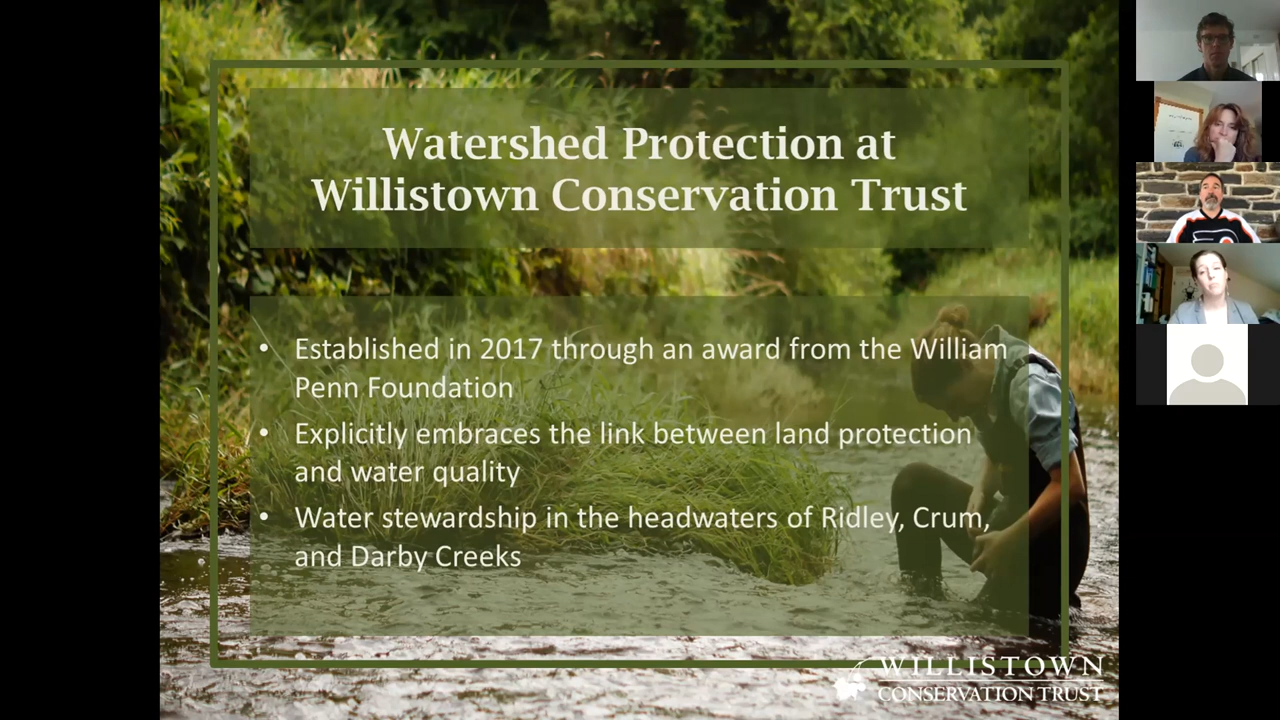 Watershed Protection at
Willistown Conservation Trust
• Established in 2017 through an award from the William
Penn Foundation
• Explicitly embraces the link between land protection
and water quality
• Water stewardship in the headwaters of Ridley, Crum,
and Darby Creeks
WILLISTOWN
CONSERVATION TRUST